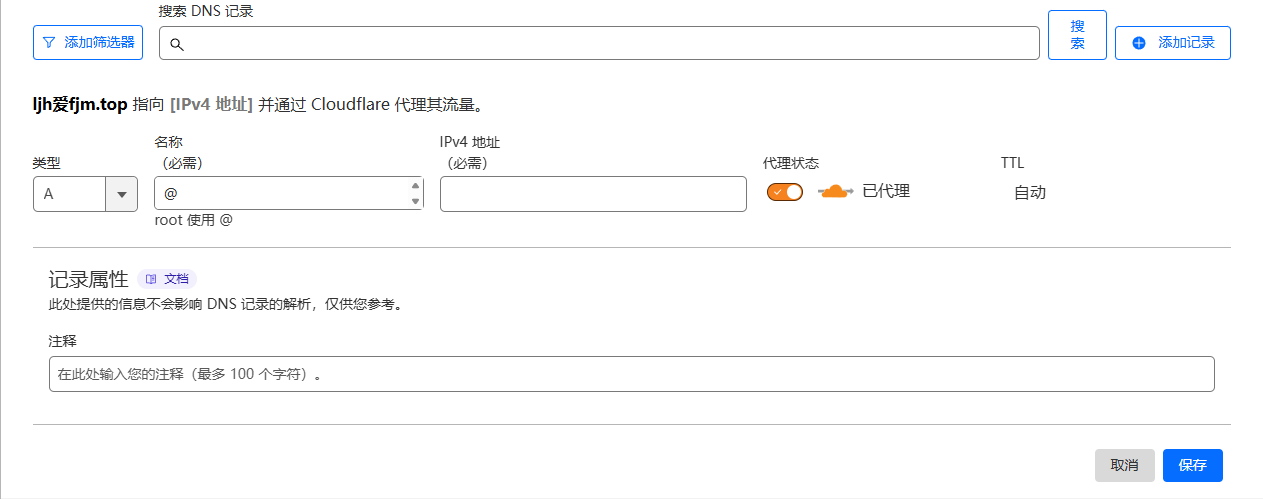 搜索 DNS 记录
添加筛选器
搜
索
添加记录
ljh爱fjm.top 指向 [IPv4 地址] 并通过 Cloudflare 代理其流量。
类型
名称
（必需）
IPv4 地址
（必需）
代理状态
TTL
A
@
已代理
自动
root 使用 @
记录属性 文档
此处提供的信息不会影响 DNS 记录的解析，仅供您参考。
注释
在此处输入您的注释（最多 100 个字符）。
取消 保存